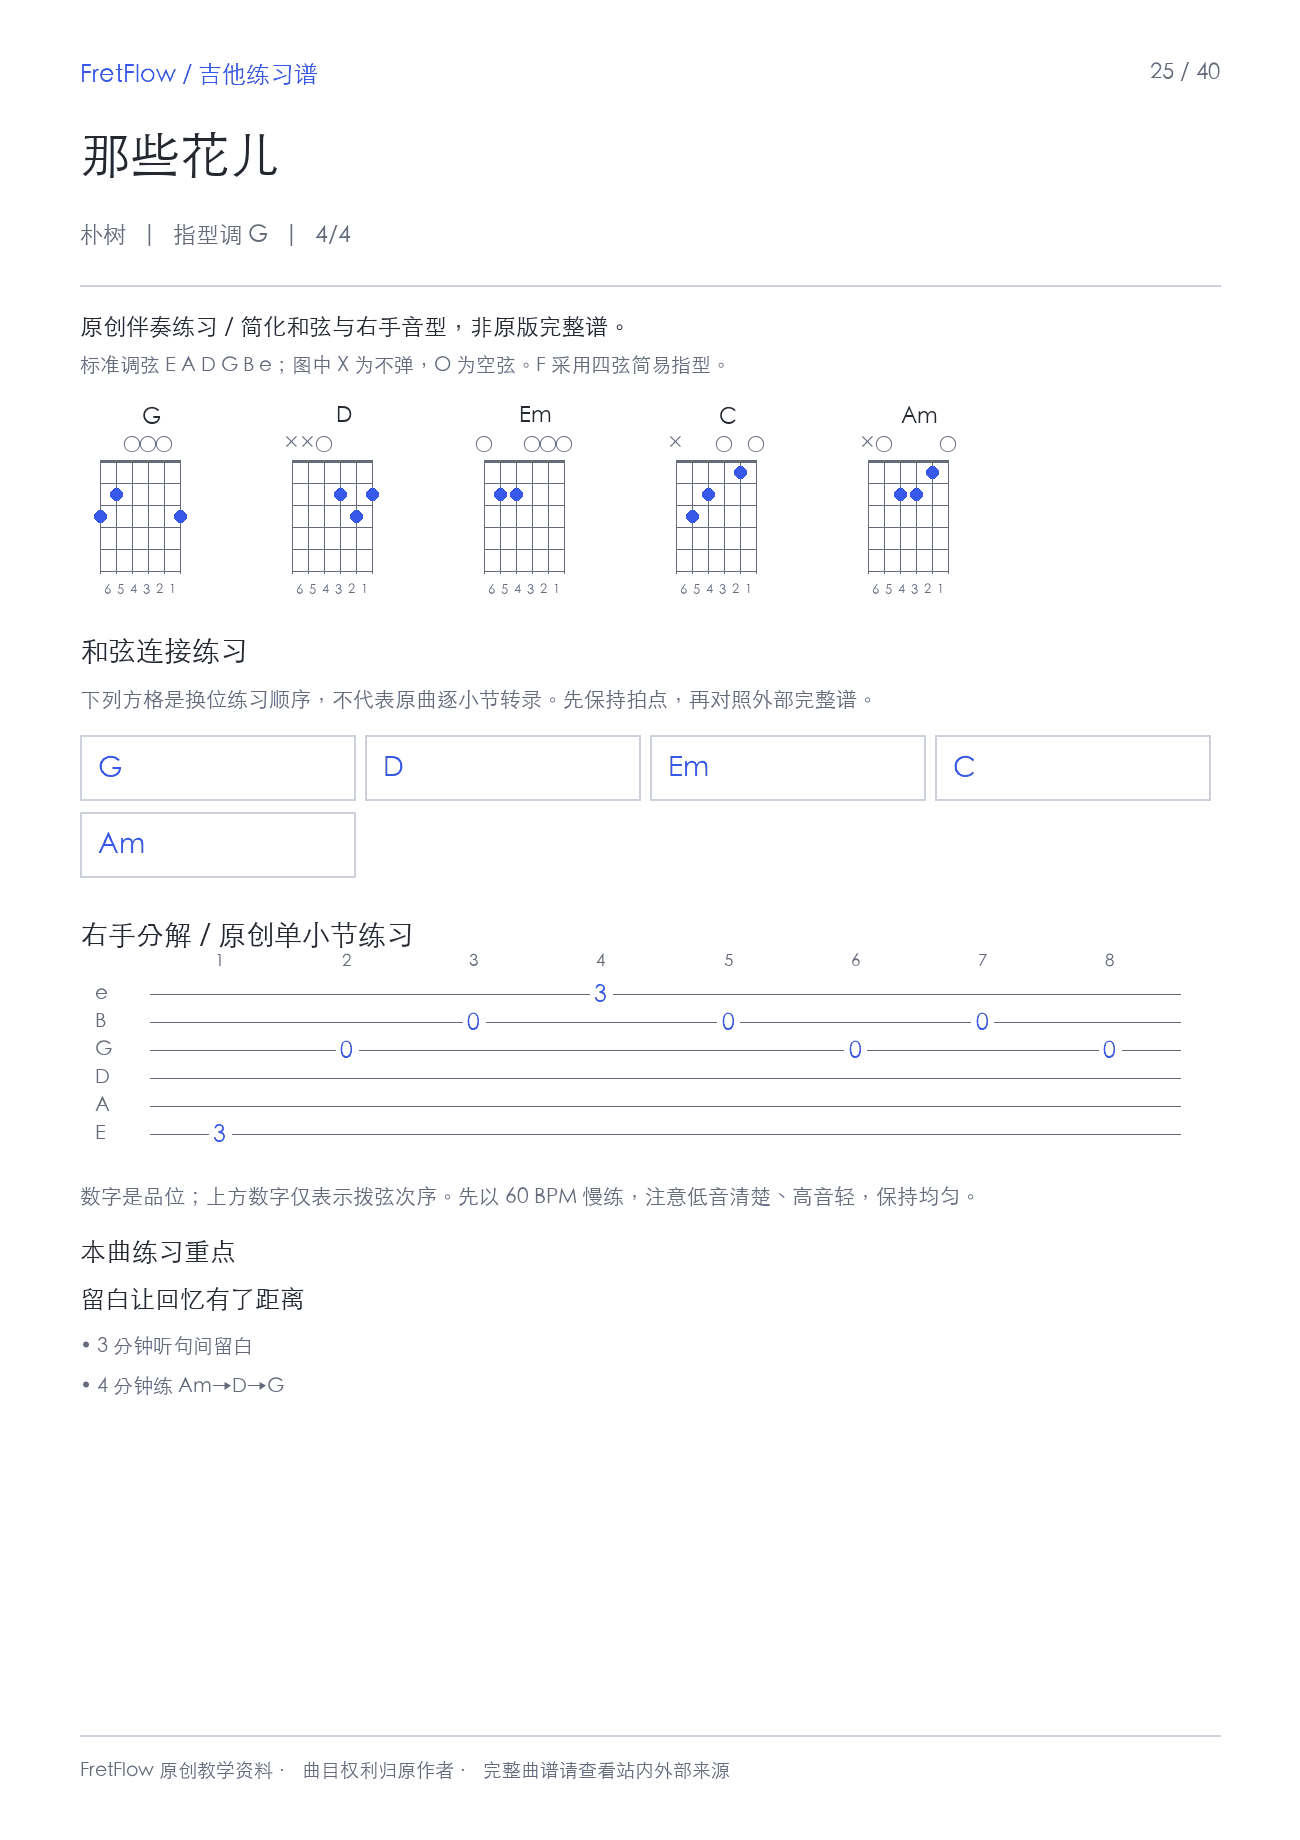 FretFlow / 吉他练习谱
25 / 40
那些花儿
朴树 | 指型调 G | 4/4
原创伴奏练习 / 简化和弦与右手音型，非原版完整谱。
标准调弦 E A D G B e；图中 X 为不弹，O 为空弦。F 采用四弦简易指型。
G D Em C Am
○○○ ××○ ○ ○○○ × ○ ○ ×○ ○
6 5 4 3 2 1 6 5 4 3 2 1 6 5 4 3 2 1 6 5 4 3 2 1 6 5 4 3 2 1
和弦连接练习
下列方格是换位练习顺序，不代表原曲逐小节转录。先保持拍点，再对照外部完整谱。
G D Em C
Am
右手分解 / 原创单小节练习
1 2 3 4 5 6 7 8
e 3
B 0 0 0
G 0 0 0
D
A
E 3
数字是品位；上方数字仅表示拨弦次序。先以 60 BPM 慢练，注意低音清楚、高音轻，保持均匀。
本曲练习重点
留白让回忆有了距离
• 3 分钟听句间留白
• 4 分钟练 Am→D→G
FretFlow 原创教学资料 · 曲目权利归原作者 · 完整曲谱请查看站内外部来源